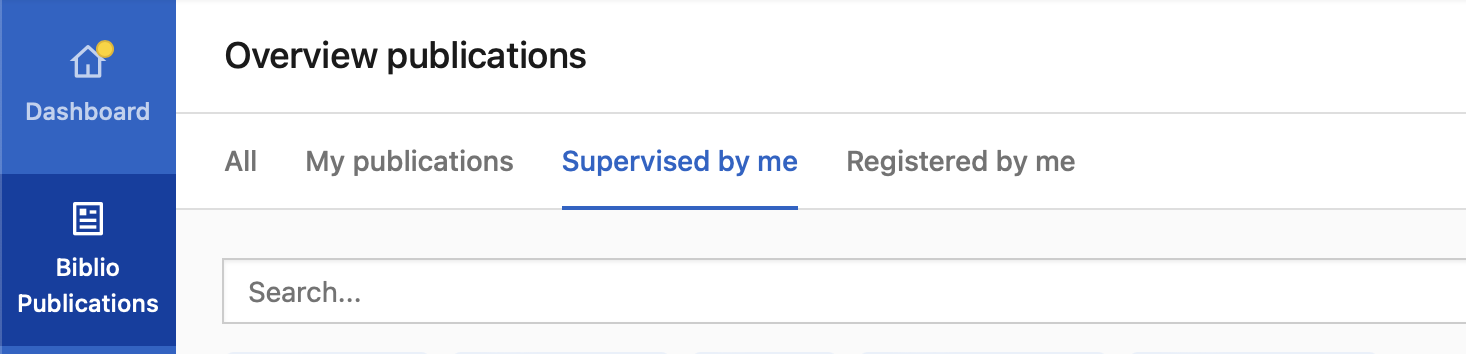 Dashboard
Biblio
Publications
Overview publications
All
My publications
Supervised by me
Registered by me
Search...